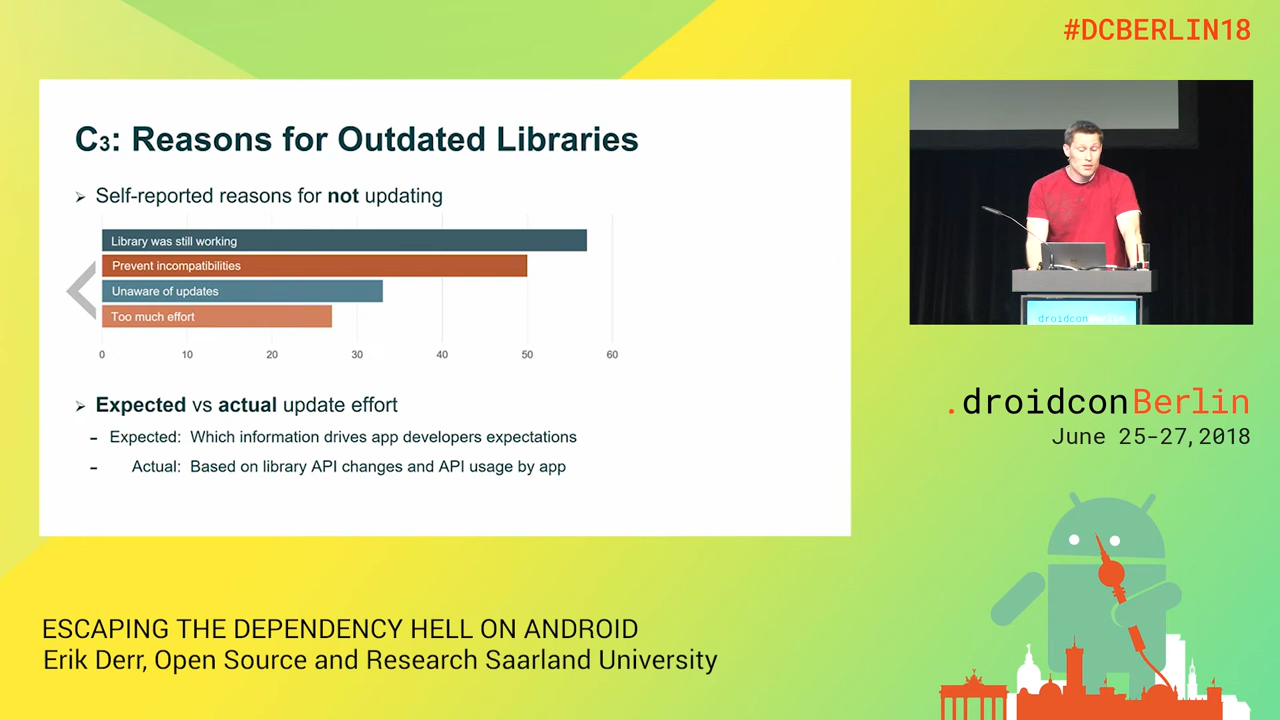 #DCBERLIN18
C3: Reasons for Outdated Libraries
Self-reported reasons for not updating
Library was still working
Prevent incompatibilities
Unaware of updates
Too much effort
0 10 20 30 40 50 60
Expected vs actual update effort
- Expected: Which information drives app developers expectations
- Actual: Based on library API changes and API usage by app
droidcon Berlin
.droidconBerlin
June 25-27, 2018
ESCAPING THE DEPENDENCY HELL ON ANDROID
Erik Derr, Open Source and Research Saarland University